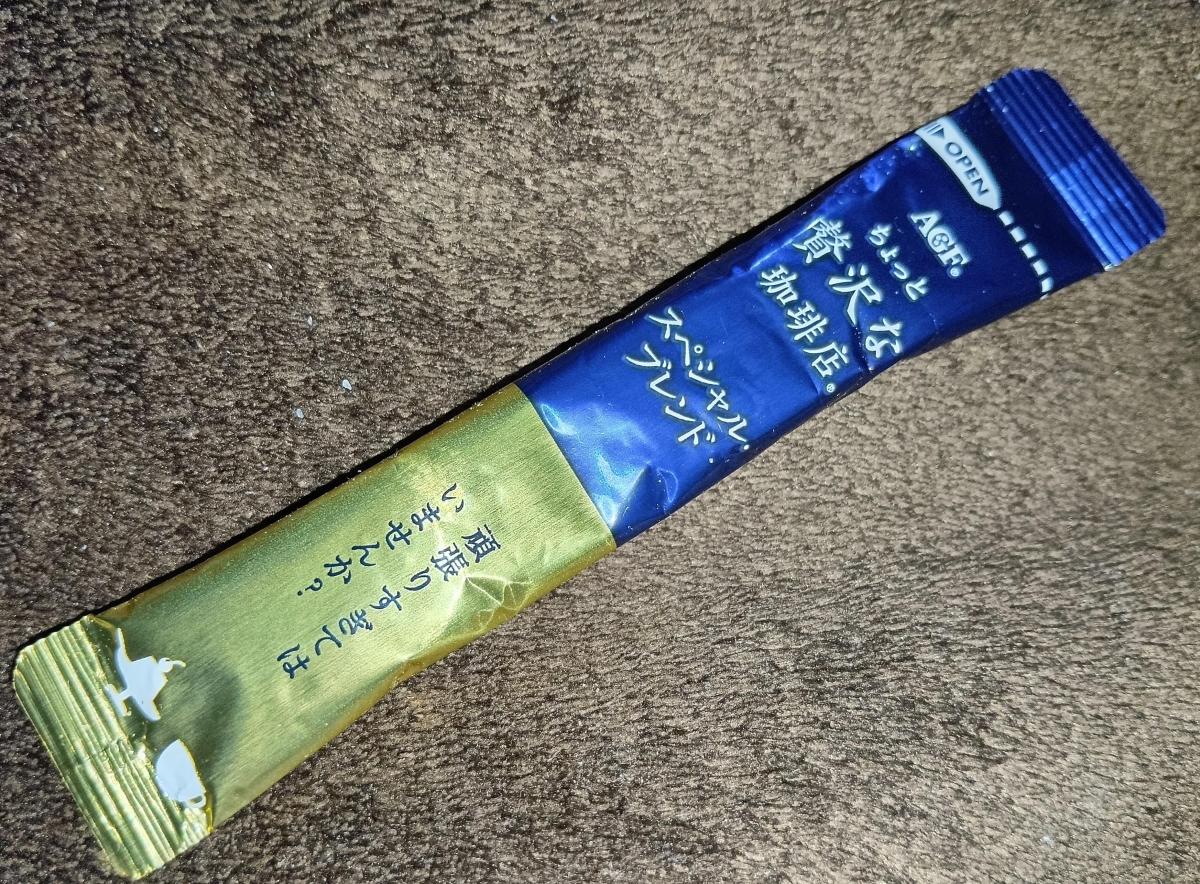 OPEN
AGF®
ちょっと
贅沢な
珈琲店®
スペシャル・
ブレンド
頑張りすぎては
いませんか?